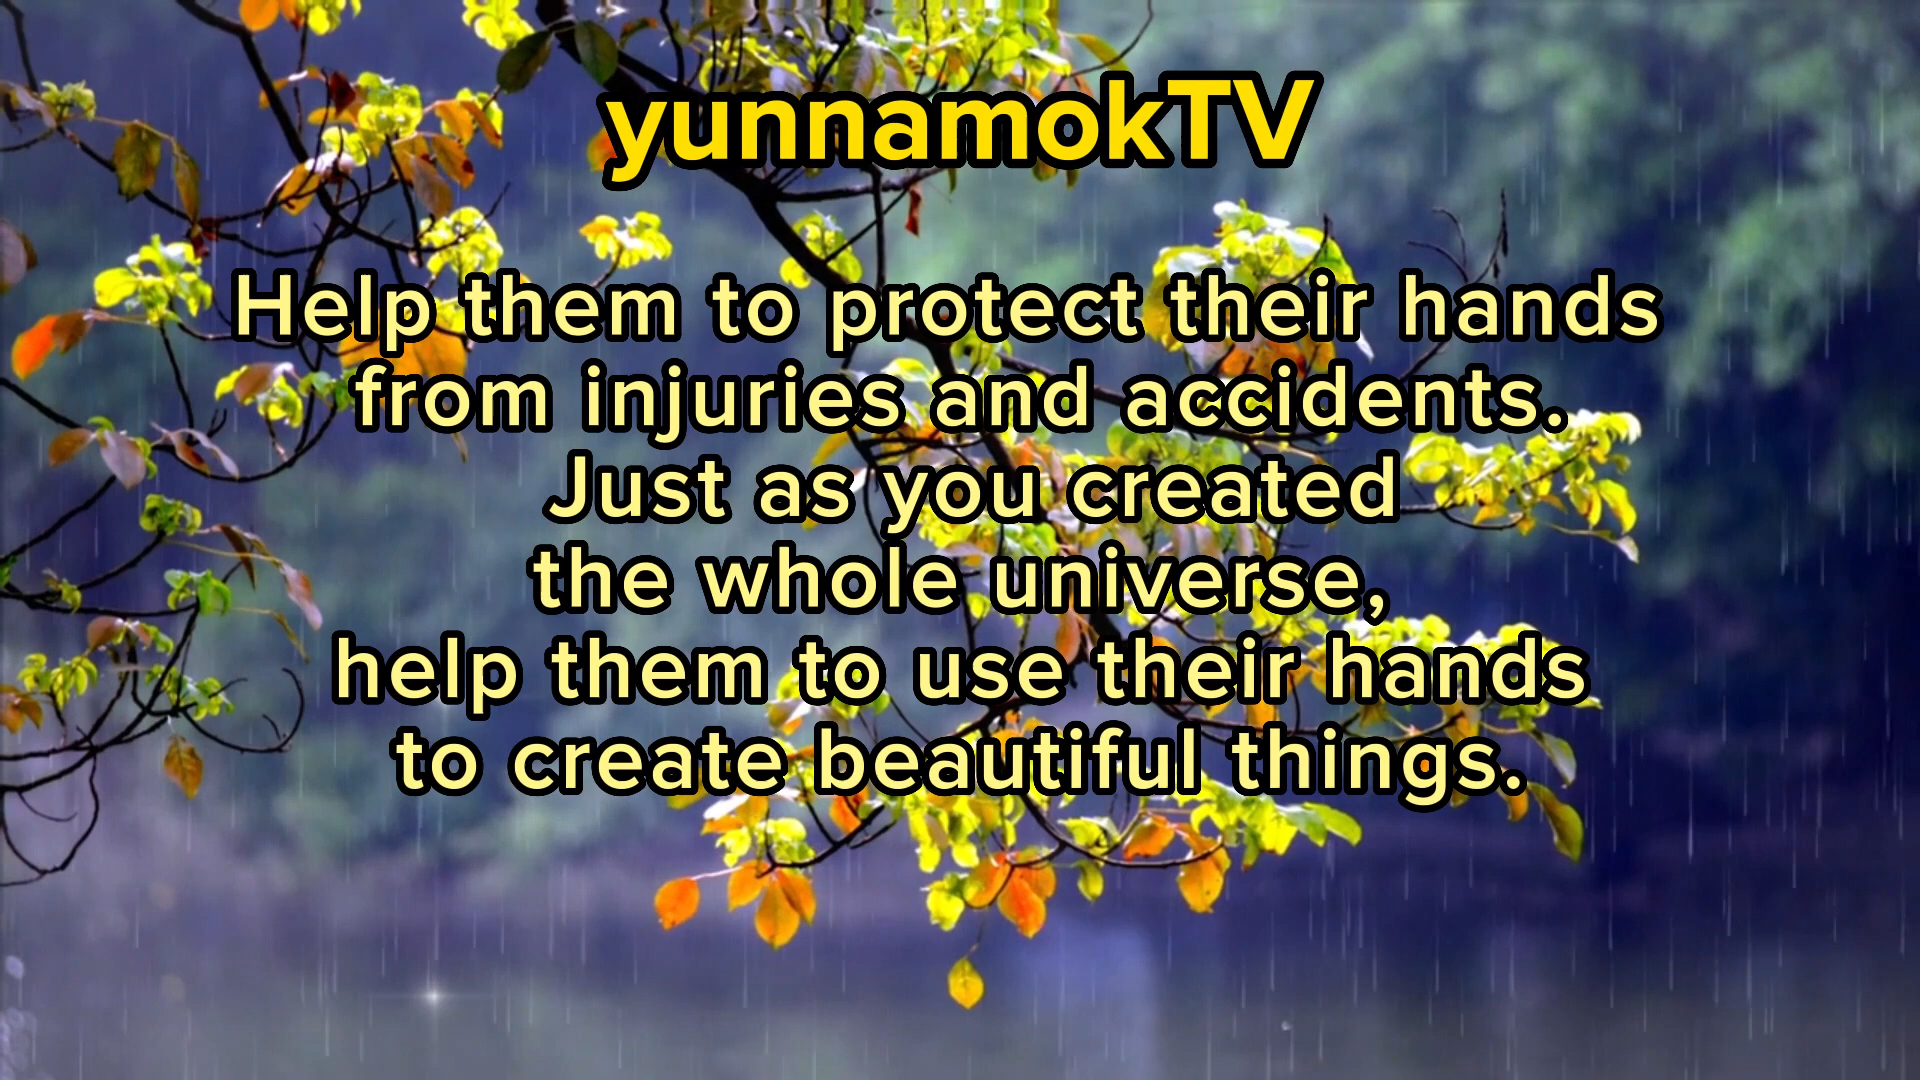 yunnamokTV
Help them to protect their hands
from injuries and accidents.
Just as you created
the whole universe,
help them to use their hands
to create beautiful things.